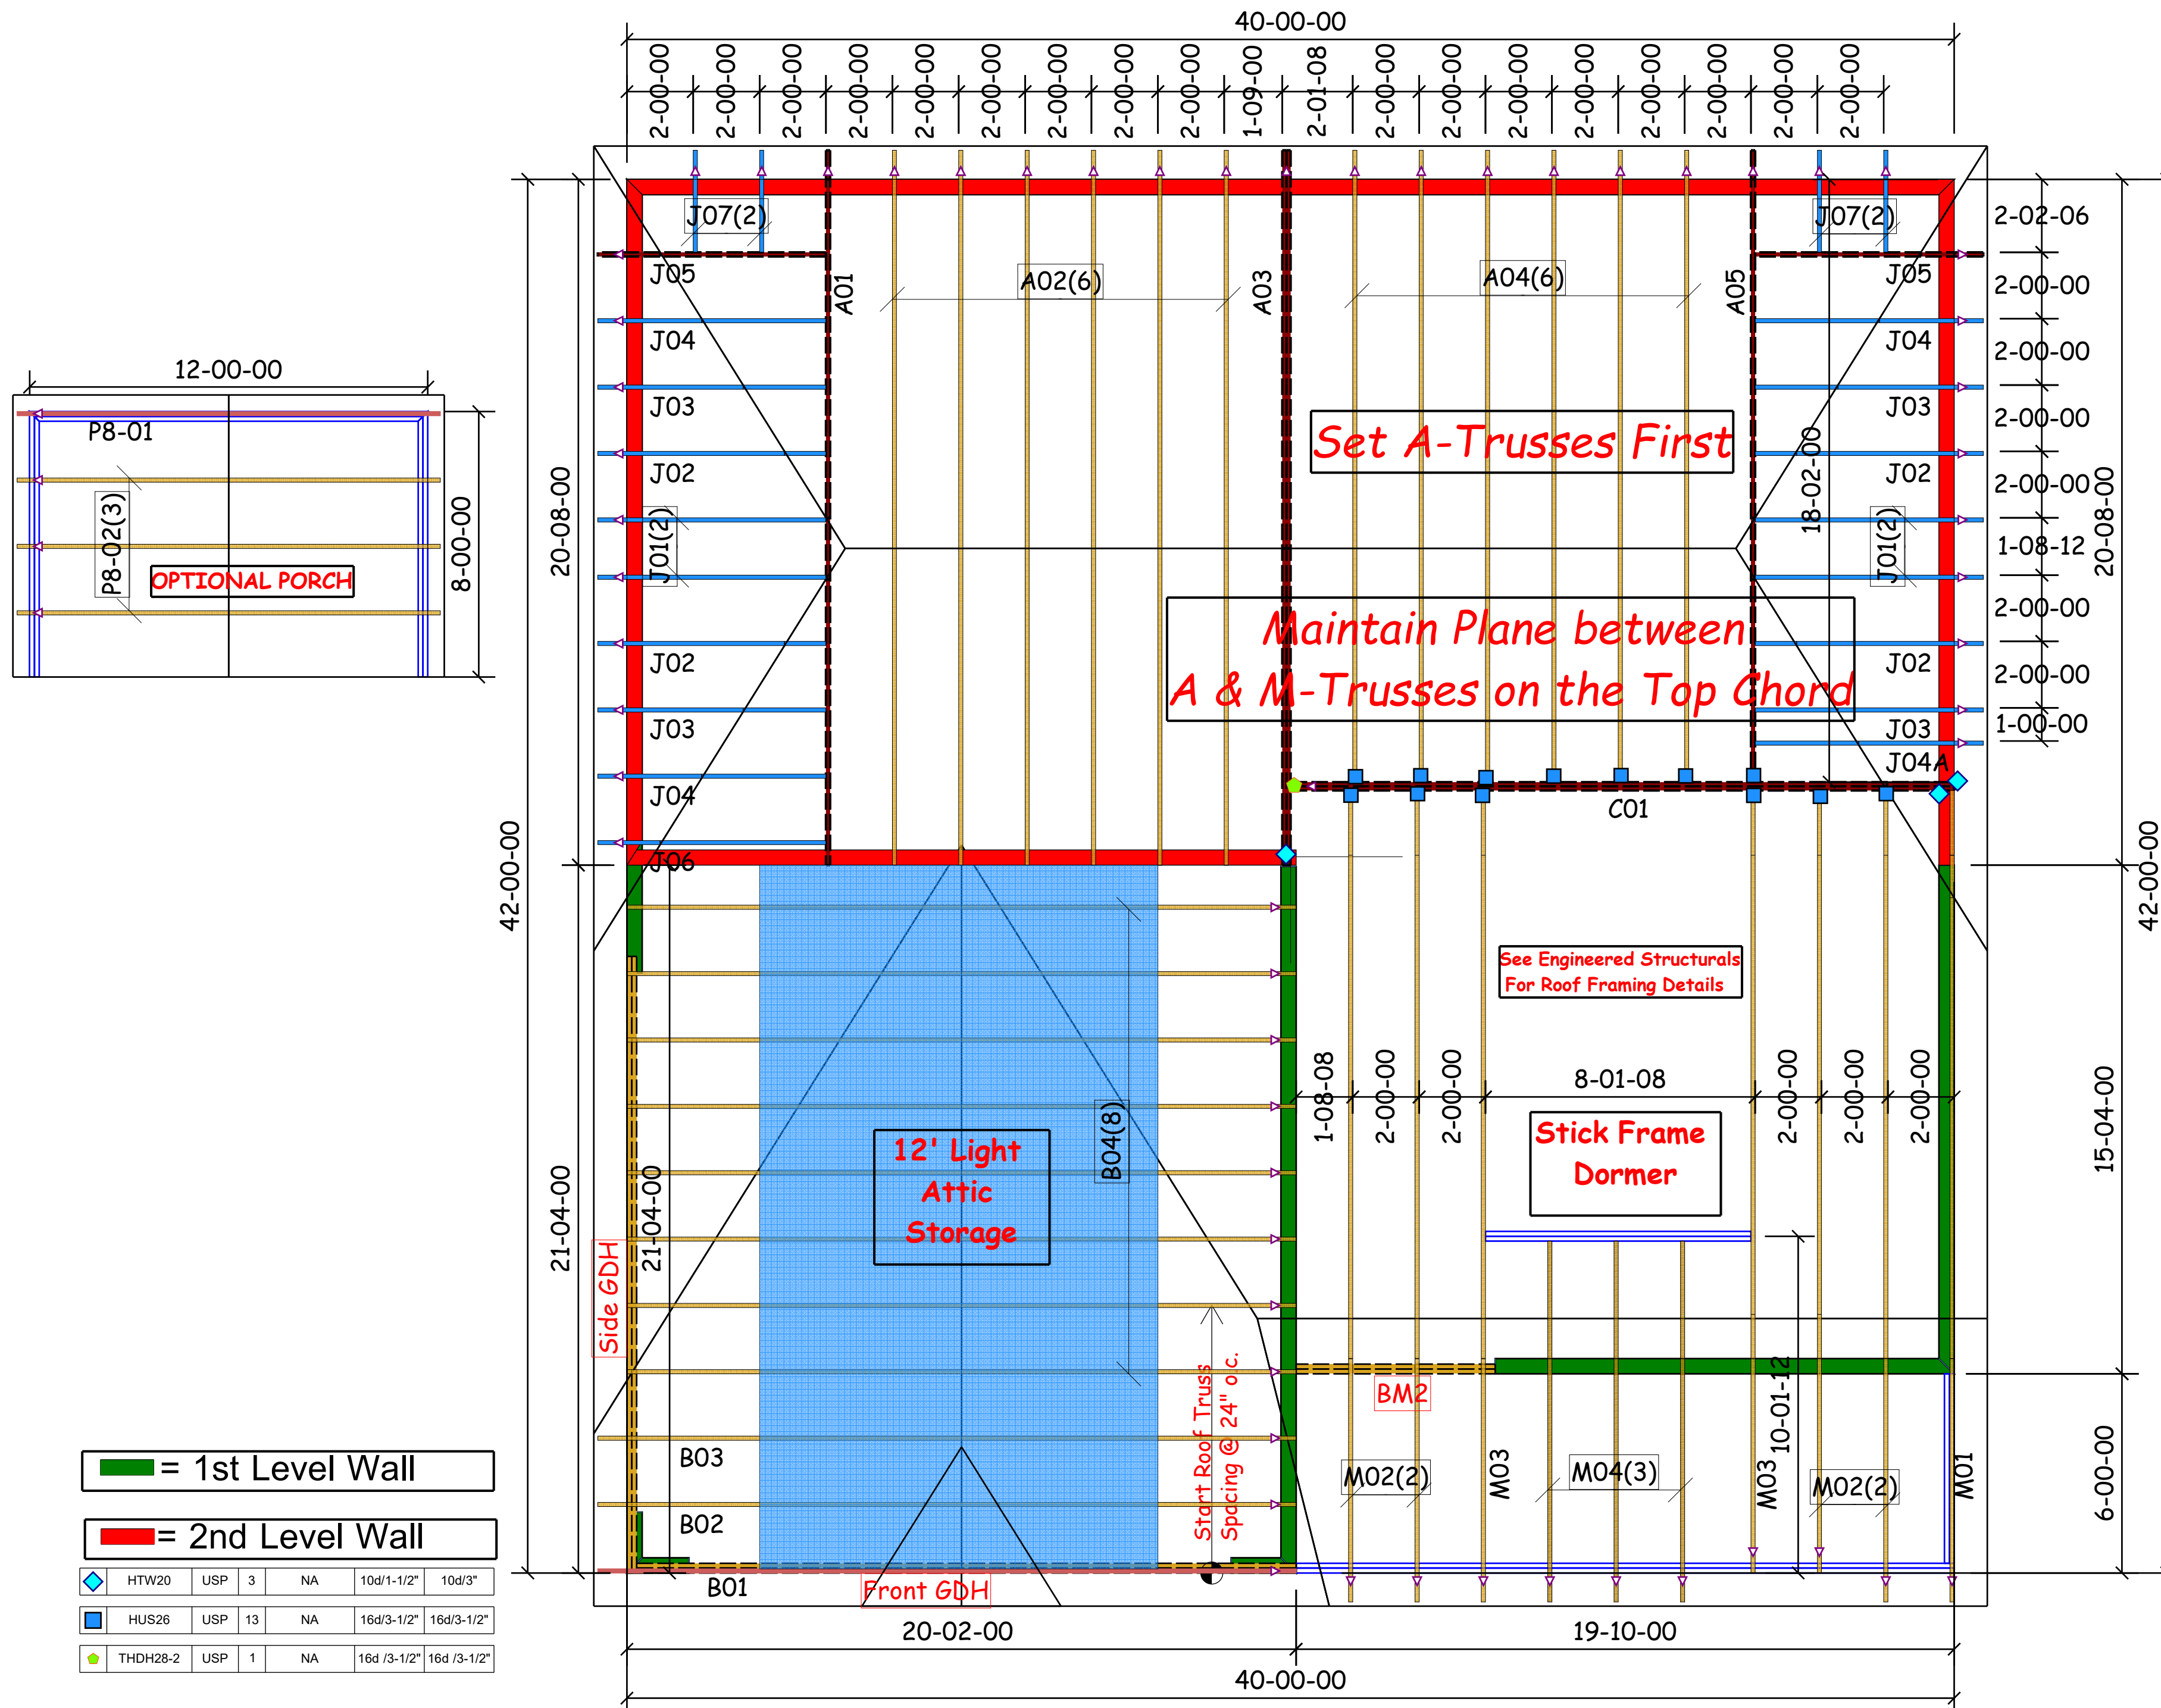 40-00-00
2-00-00
2-00-00
2-00-00
2-00-00
2-00-00
2-00-00
2-00-00
2-00-00
2-00-00
1-09-00
2-01-08
2-00-00
2-00-00
2-00-00
2-00-00
2-00-00
2-00-00
2-00-00
2-00-00
J07(2)
J07(2)
2-02-06
J05
A01
A02(6)
A03
A04(6)
A05
J05
2-00-00
J04
J04
2-00-00
12-00-00
P8-01
P8-02(3)
OPTIONAL PORCH
8-00-00
J03
Set A-Trusses First
18-02-00
J03
2-00-00
20-08-00
J02
J02
2-00-00
20-08-00
J01(2)
J01(2)
1-08-12
Maintain Plane between
A & M-Trusses on the Top Chord
2-00-00
J02
J02
2-00-00
J03
J03
1-00-00
J04
J04A
C01
J06
42-00-00
42-00-00
See Engineered Structurals
For Roof Framing Details
1-08-08
2-00-00
2-00-00
8-01-08
2-00-00
2-00-00
2-00-00
12' Light
Attic
Storage
B04(8)
Stick Frame
Dormer
15-04-00
21-04-00
21-04-00
Side GDH
Start Roof Truss
Spacing @ 24" oc.
BM2
10-01-12
B03
M02(2)
M03
M04(3)
M03
M02(2)
M01
6-00-00
B02
B01
Front GDH
20-02-00
19-10-00
40-00-00
= 1st Level Wall
= 2nd Level Wall
HTW20 USP 3 NA 10d/1-1/2" 10d/3"
HUS26 USP 13 NA 16d/3-1/2" 16d/3-1/2"
THDH28-2 USP 1 NA 16d /3-1/2" 16d /3-1/2"